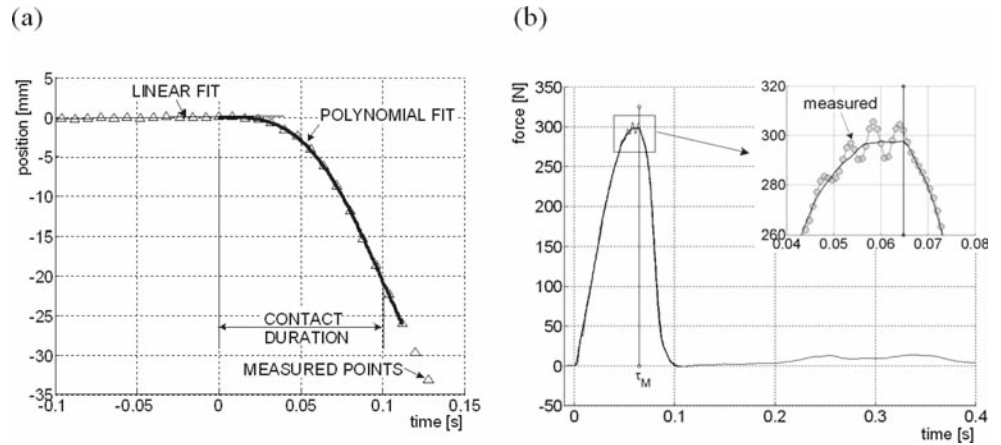 (a)
position [mm]
5
0
-5
-10
-15
-20
-25
-30
-35
LINEAR FIT
POLYNOMIAL FIT
CONTACT
DURATION
MEASURED POINTS
-0.1
-0.05
0
0.05
0.1
0.15
time [s]
(b)
force [N]
350
300
250
200
150
100
50
0
-50
τM
0
0.1
0.2
0.3
0.4
time [s]
320
300
280
260
measured
0.04
0.05
0.06
0.07
0.08